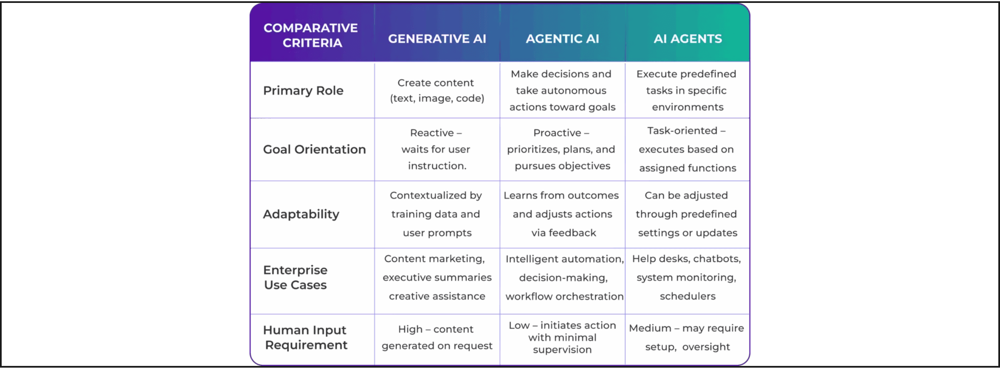 COMPARATIVE
CRITERIA
GENERATIVE AI
AGENTIC AI
AI AGENTS
Primary Role
Create content
(text, image, code)
Make decisions and
take autonomous
actions toward goals
Execute predefined
tasks in specific
environments
Goal Orientation
Reactive –
waits for user
instruction.
Proactive –
prioritizes, plans, and
pursues objectives
Task-oriented –
executes based on
assigned functions
Adaptability
Contextualized by
training data and
user prompts
Learns from outcomes
and adjusts actions
via feedback
Can be adjusted
through predefined
settings or updates
Enterprise
Use Cases
Content marketing,
executive summaries
creative assistance
Intelligent automation,
decision-making,
workflow orchestration
Help desks, chatbots,
system monitoring,
schedulers
Human Input
Requirement
High – content
generated on request
Low – initiates action
with minimal
supervision
Medium – may require
setup, oversight